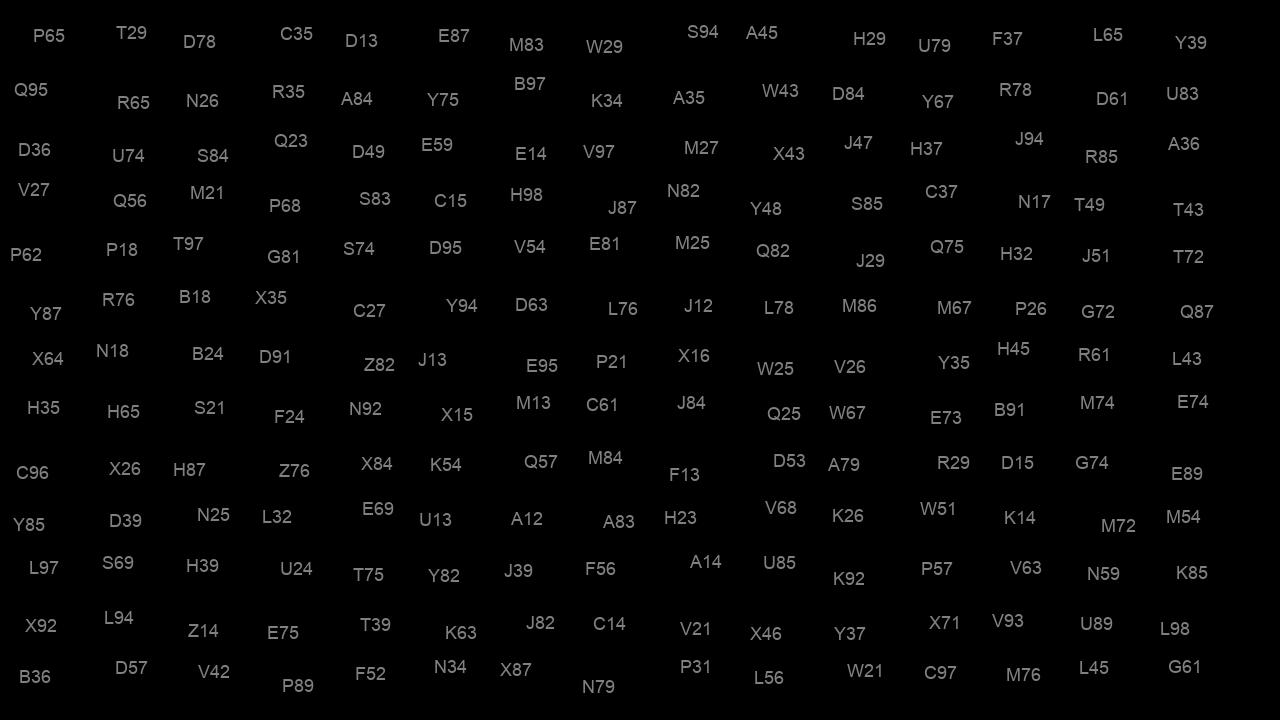 P65 T29 D78 C35 D13 E87 M83 W29 S94 A45 H29 U79 F37 L65 Y39
Q95 R65 N26 R35 A84 Y75 B97 K34 A35 W43 D84 Y67 R78 D61 U83
D36 U74 S84 Q23 D49 E59 E14 V97 M27 X43 J47 H37 J94 R85 A36
V27 Q56 M21 P68 S83 C15 H98 J87 N82 Y48 S85 C37 N17 T49 T43
P62 P18 T97 G81 S74 D95 V54 E81 M25 Q82 J29 Q75 H32 J51 T72
Y87 R76 B18 X35 C27 Y94 D63 L76 J12 L78 M86 M67 P26 G72 Q87
X64 N18 B24 D91 Z82 J13 E95 P21 X16 W25 V26 Y35 H45 R61 L43
H35 H65 S21 F24 N92 X15 M13 C61 J84 Q25 W67 E73 B91 M74 E74
C96 X26 H87 Z76 X84 K54 Q57 M84 F13 D53 A79 R29 D15 G74 E89
Y85 D39 N25 L32 E69 U13 A12 A83 H23 V68 K26 W51 K14 M72 M54
L97 S69 H39 U24 T75 Y82 J39 F56 A14 U85 K92 P57 V63 N59 K85
X92 L94 Z14 E75 T39 K63 J82 C14 V21 X46 Y37 X71 V93 U89 L98
B36 D57 V42 P89 F52 N34 X87 N79 P31 L56 W21 C97 M76 L45 G61